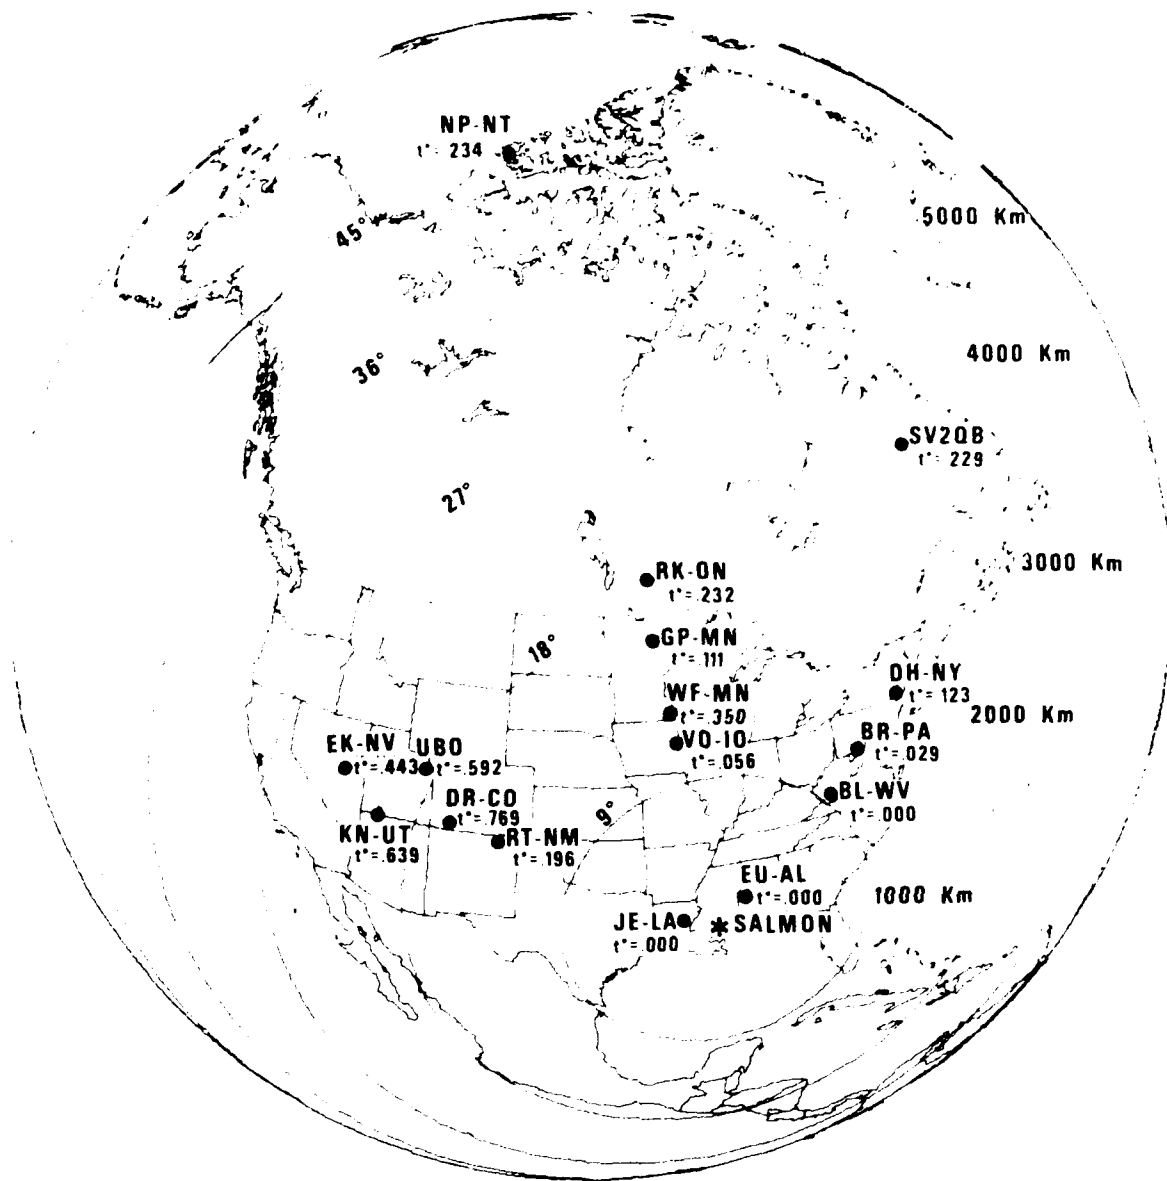 NP-NT
t*= 234
45°
5000 Km
36°
4000 Km
SV2QB
t*= 229
27°
3000 Km
RK-ON
t*=.232
GP-MN
t*=.111
18°
DH-NY
t*= 123
WF-MN
t*=.350
2000 Km
VO-IO
t*=.056
BR-PA
t*=.029
EK-NV
t*=.443
UBO
t*=.592
BL-WV
t*=.000
DR-CO
t*=.769
9°
KN-UT
t*=.639
RT-NM
t*=.196
EU-AL
t*=.000
1000 Km
JE-LA
t*=.000
*SALMON